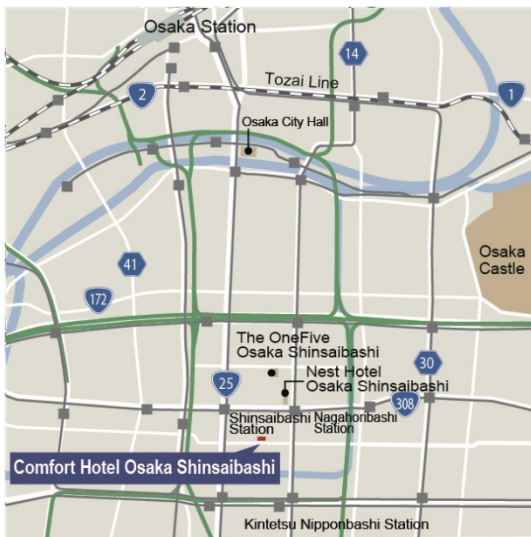 Osaka Station
14
2
Tozai Line
1
Osaka City Hall
Osaka
Castle
41
172
The OneFive
Osaka Shinsaibashi
Nest Hotel
Osaka Shinsaibashi
30
25
308
Shinsaibashi
Station
Nagahoribashi
Station
Comfort Hotel Osaka Shinsaibashi
Kintetsu Nipponbashi Station